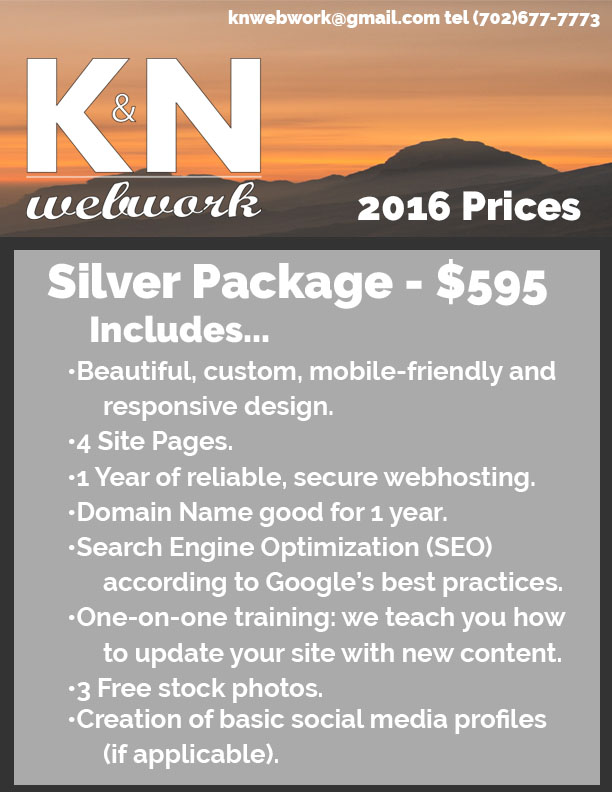 knwebwork@gmail.com tel (702)677-7773
K&N
webwork
2016 Prices
Silver Package - $595
Includes...
•Beautiful, custom, mobile-friendly and
responsive design.
•4 Site Pages.
•1 Year of reliable, secure webhosting.
•Domain Name good for 1 year.
•Search Engine Optimization (SEO)
according to Google's best practices.
•One-on-one training: we teach you how
to update your site with new content.
•3 Free stock photos.
•Creation of basic social media profiles
(if applicable).